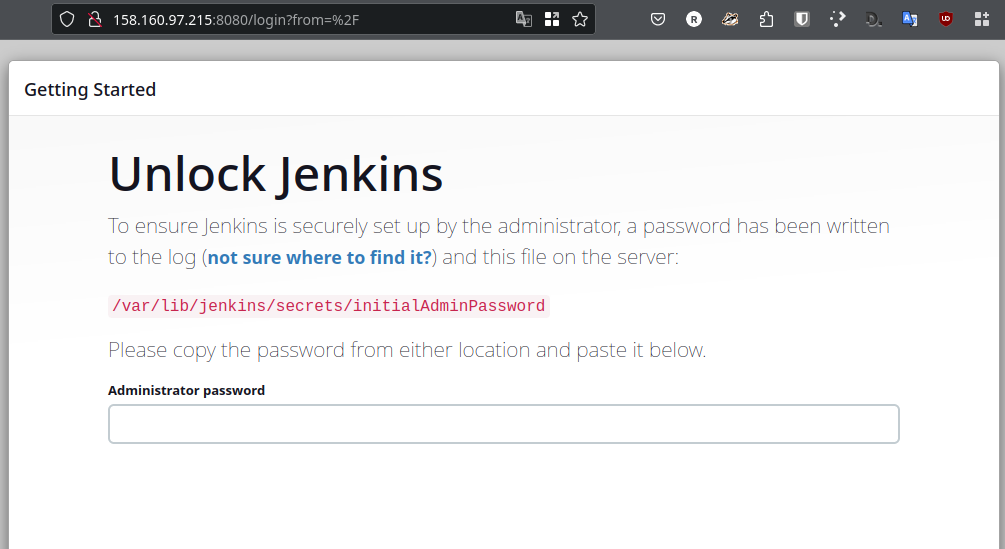 158.160.97.215:8080/login?from=%2F
R
D.
UD
Getting Started
Unlock Jenkins
To ensure Jenkins is securely set up by the administrator, a password has been written
to the log (not sure where to find it?) and this file on the server:
/var/lib/jenkins/secrets/initialAdminPassword
Please copy the password from either location and paste it below.
Administrator password